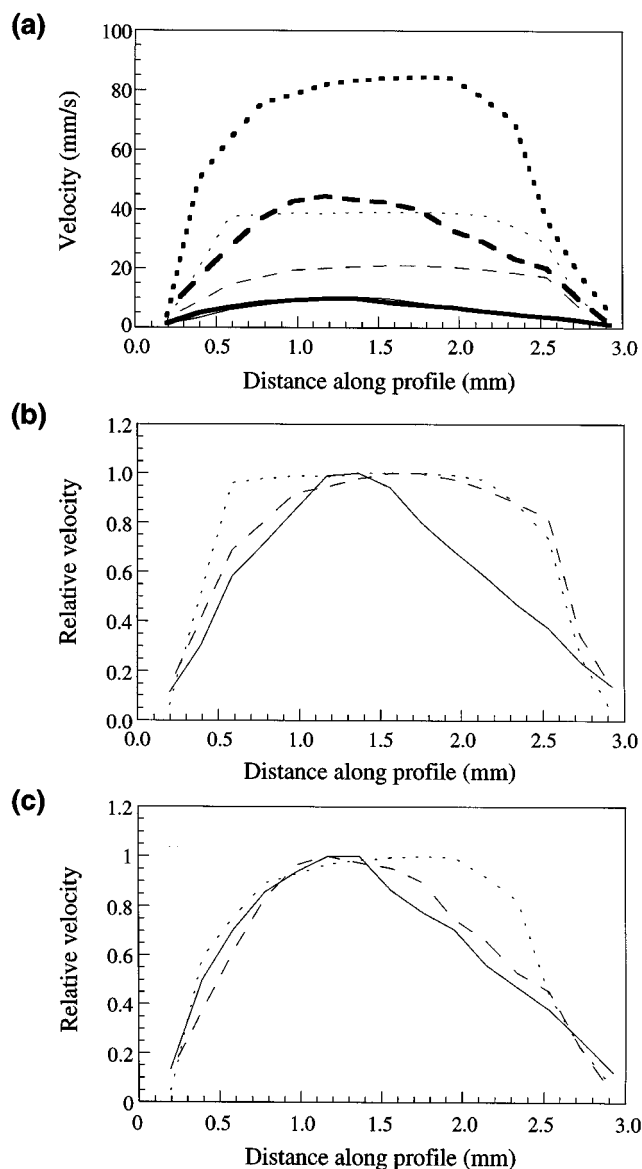 (a)
100
80
60
40
20
0
Velocity (mm/s)
0.0 0.5 1.0 1.5 2.0 2.5 3.0
Distance along profile (mm)
(b)
1.2
1.0
0.8
0.6
0.4
0.2
0.0
Relative velocity
0.0 0.5 1.0 1.5 2.0 2.5 3.0
Distance along profile (mm)
(c)
1.2
1
0.8
0.6
0.4
0.2
0
Relative velocity
0 0.5 1.0 1.5 2.0 2.5 3.0
Distance along profile (mm)